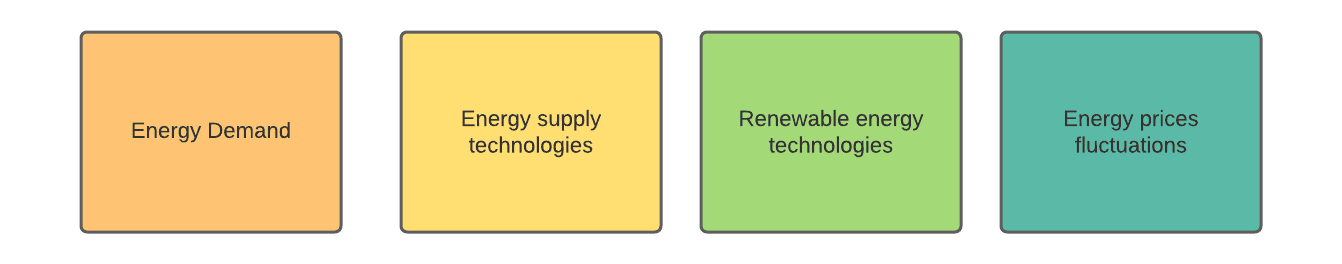 Energy Demand
Energy supply
technologies
Renewable energy
technologies
Energy prices
fluctuations